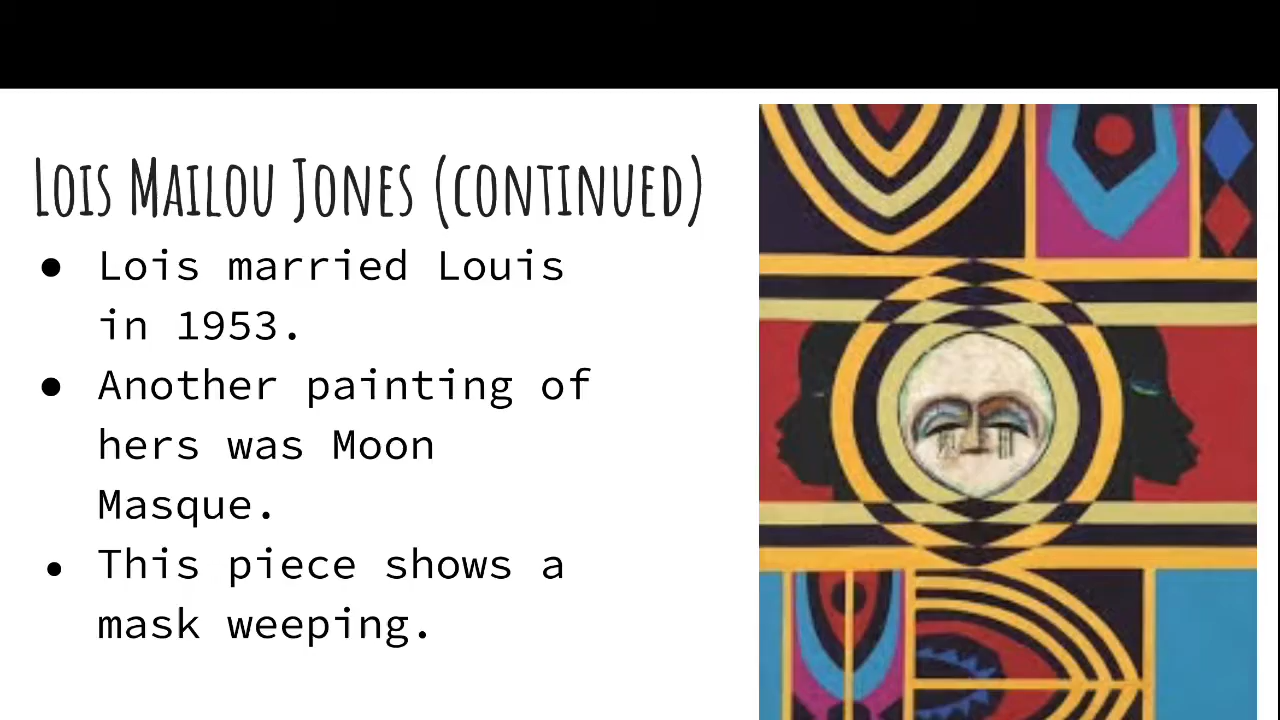 Lois Mailou Jones (continued)
● Lois married Louis
in 1953.
● Another painting of
hers was Moon
Masque.
● This piece shows a
mask weeping.